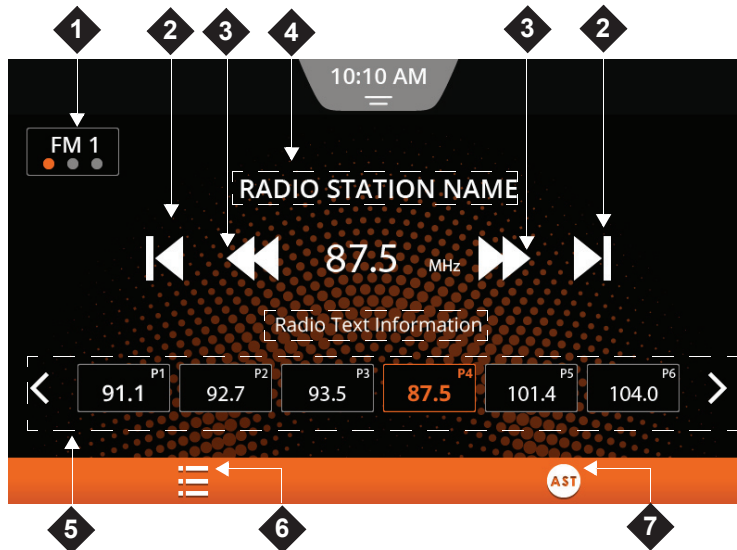 1 2 3 4 3 2
10:10 AM
FM 1
RADIO STATION NAME
87.5 MHz
Radio Text Information
P1 P2 P3 P4 P5 P6
91.1 92.7 93.5 87.5 101.4 104.0
AST
5 6 7